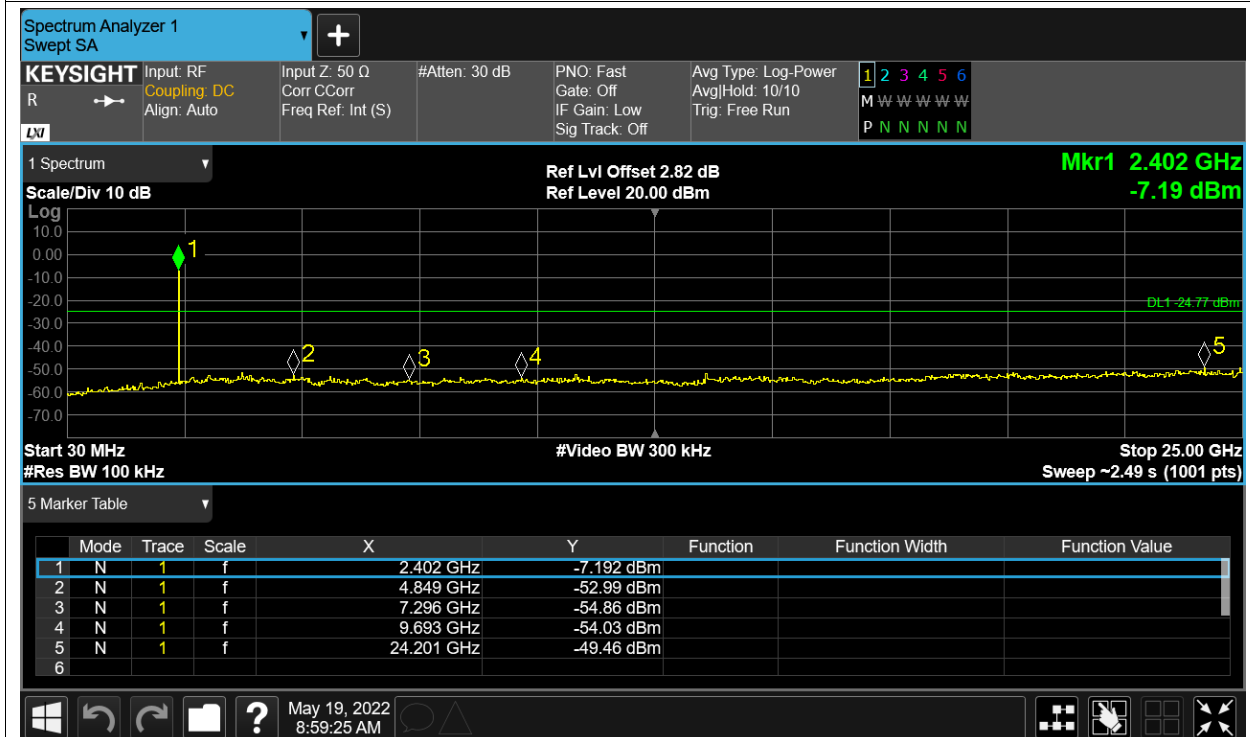 Spectrum Analyzer 1
Swept SA
+
KEYSIGHT Input: RF Input Z: 50 Ω #Atten: 30 dB PNO: Fast Avg Type: Log-Power 1 2 3 4 5 6
R Coupling: DC Corr CCorr Gate: Off Avg|Hold: 10/10 M W W W W W
Align: Auto Freq Ref: Int (S) IF Gain: Low Trig: Free Run
LXI Sig Track: Off P N N N N N
1 Spectrum Ref Lvl Offset 2.82 dB Mkr1 2.402 GHz
Scale/Div 10 dB Ref Level 20.00 dBm -7.19 dBm
Log
10.0
1
0.00
-10.0
-20.0
DL1 -24.77 dBm
-30.0
-40.0
2 3 4 5
-50.0
-60.0
-70.0
Start 30 MHz #Video BW 300 kHz Stop 25.00 GHz
#Res BW 100 kHz Sweep ~2.49 s (1001 pts)
5 Marker Table
Mode Trace Scale X Y Function Function Width Function Value
1 N 1 f 2.402 GHz -7.192 dBm
2 N 1 f 4.849 GHz -52.99 dBm
3 N 1 f 7.296 GHz -54.86 dBm
4 N 1 f 9.693 GHz -54.03 dBm
5 N 1 f 24.201 GHz -49.46 dBm
6
? May 19, 2022
8:59:25 AM